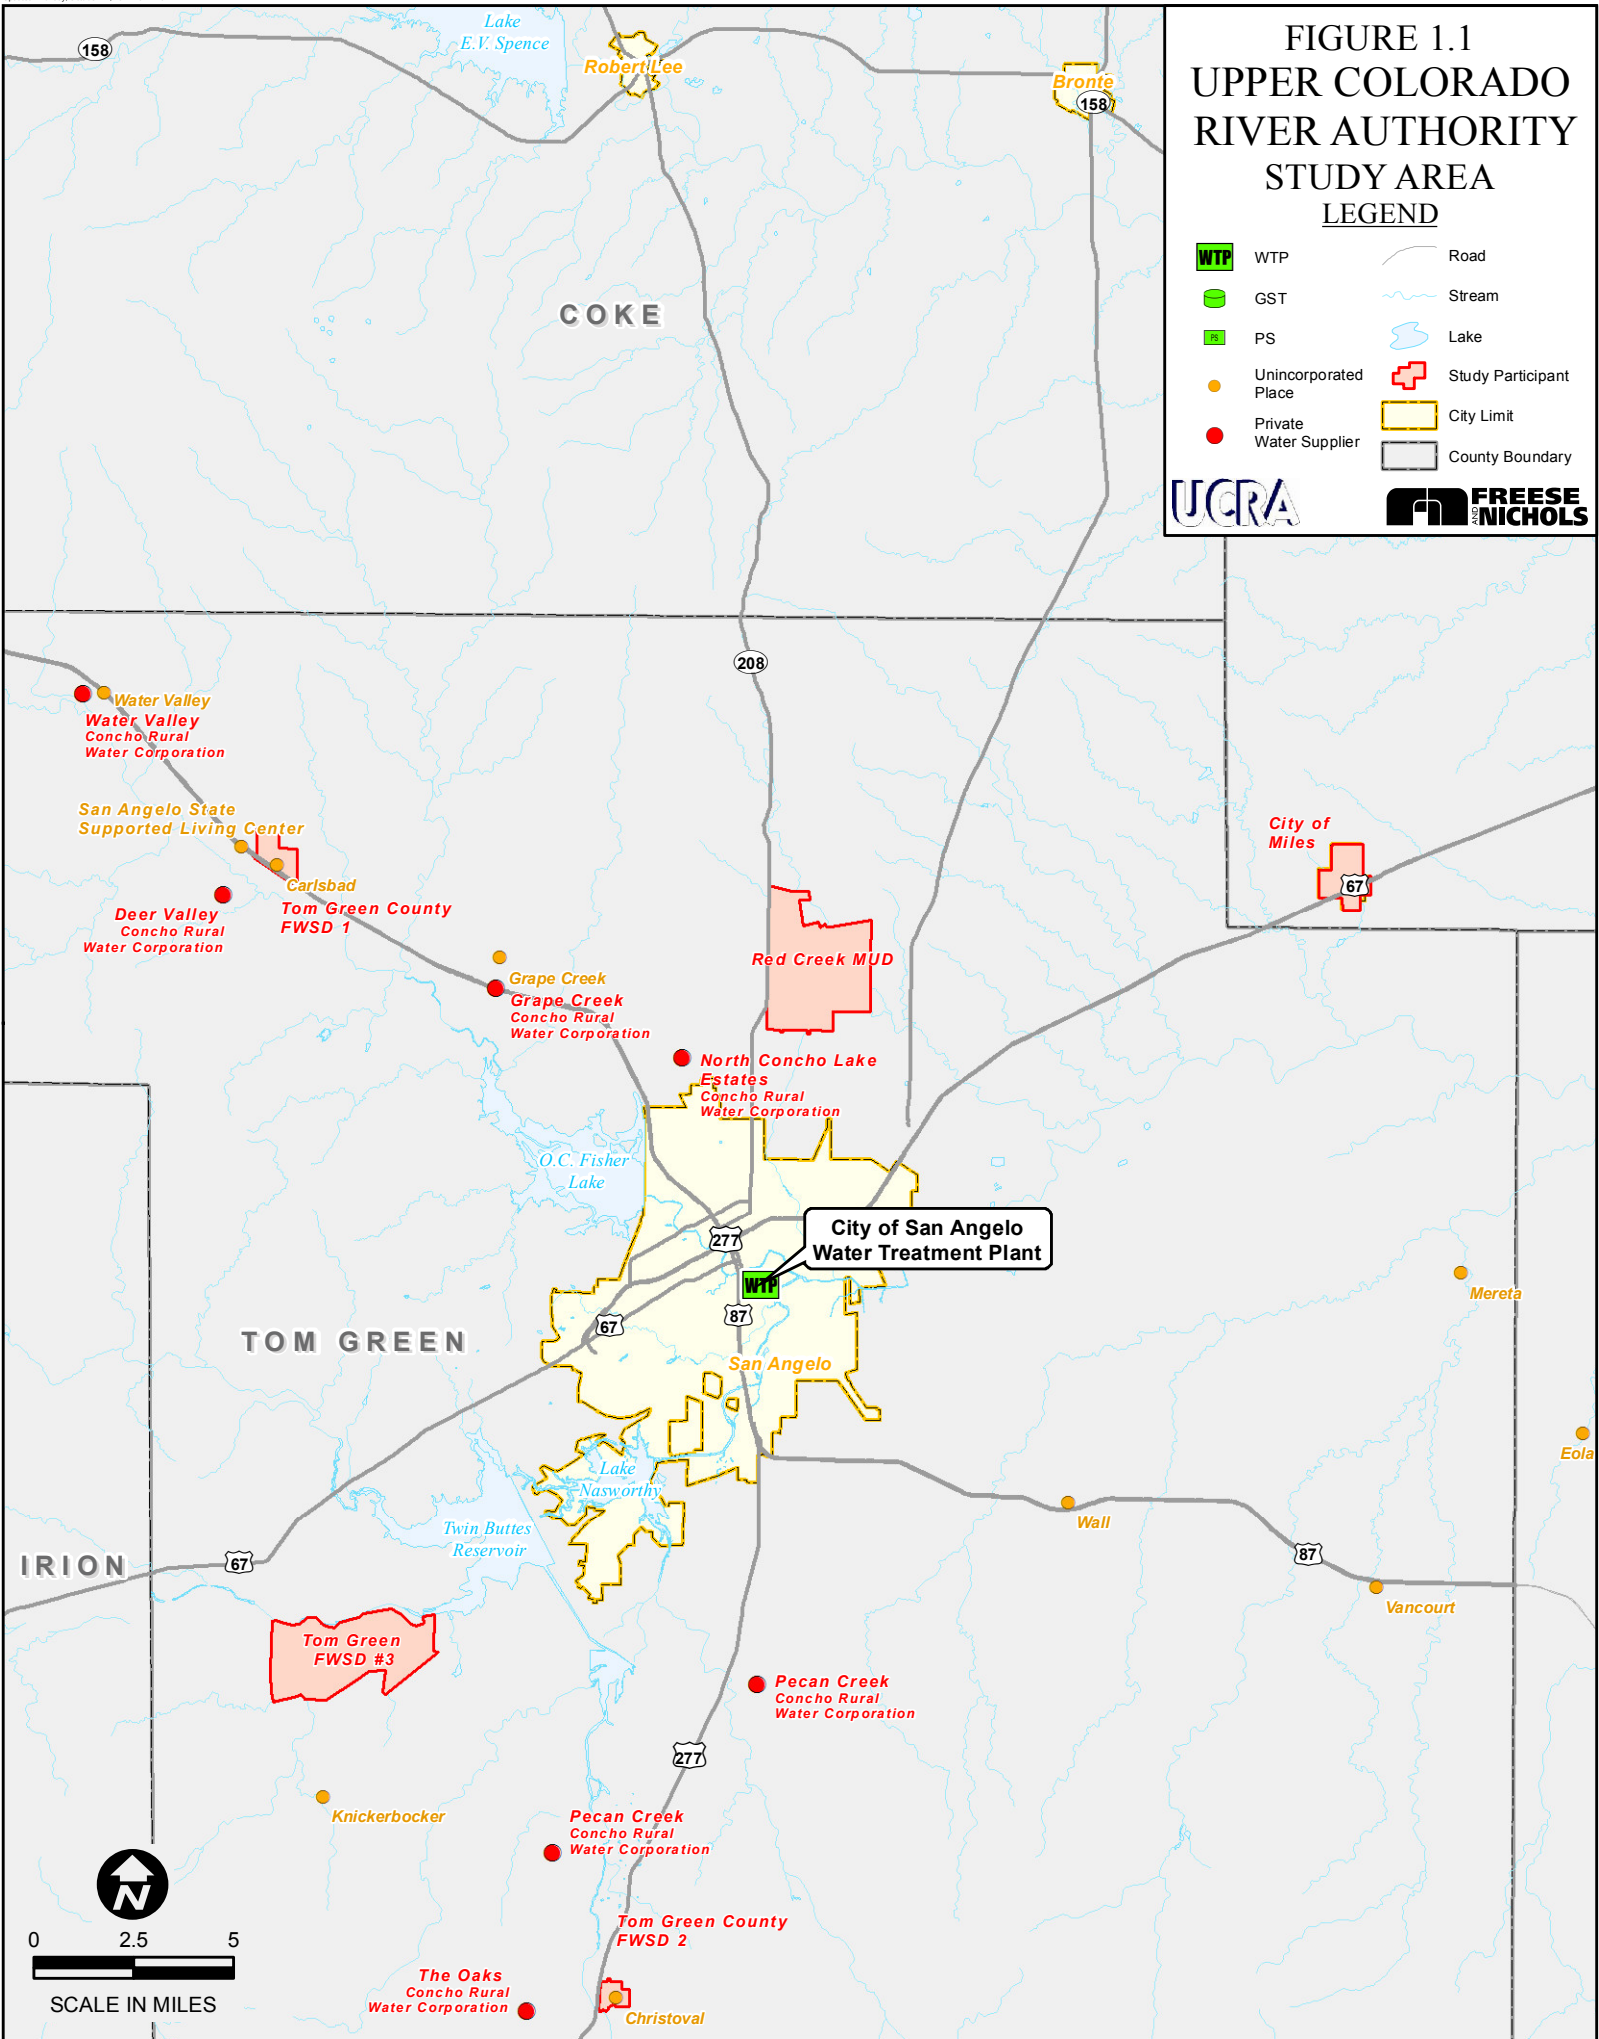 FIGURE 1.1
UPPER COLORADO
RIVER AUTHORITY
STUDY AREA
LEGEND
WTP
WTP
GST
PS
PS
Unincorporated
Place
Private
Water Supplier
Road
Stream
Lake
Study Participant
City Limit
County Boundary
UCRA
FREESE
AND
NICHOLS
158
Lake
E.V. Spence
Robert Lee
Bronte
158
COKE
208
Water Valley
Water Valley
Concho Rural
Water Corporation
San Angelo State
Supported Living Center
Carlsbad
Deer Valley
Concho Rural
Water Corporation
Tom Green County
FWSD 1
City of
Miles
67
Red Creek MUD
Grape Creek
Grape Creek
Concho Rural
Water Corporation
North Concho Lake
Estates
Concho Rural
Water Corporation
O.C. Fisher
Lake
277
City of San Angelo
Water Treatment Plant
WTP
87
67
Mereta
TOM GREEN
San Angelo
Eola
Lake
Nasworthy
Wall
Twin Buttes
Reservoir
IRION
67
87
Vancourt
Tom Green
FWSD #3
Pecan Creek
Concho Rural
Water Corporation
277
Knickerbocker
Pecan Creek
Concho Rural
Water Corporation
N
0 2.5 5
SCALE IN MILES
Tom Green County
FWSD 2
The Oaks
Concho Rural
Water Corporation
Christoval